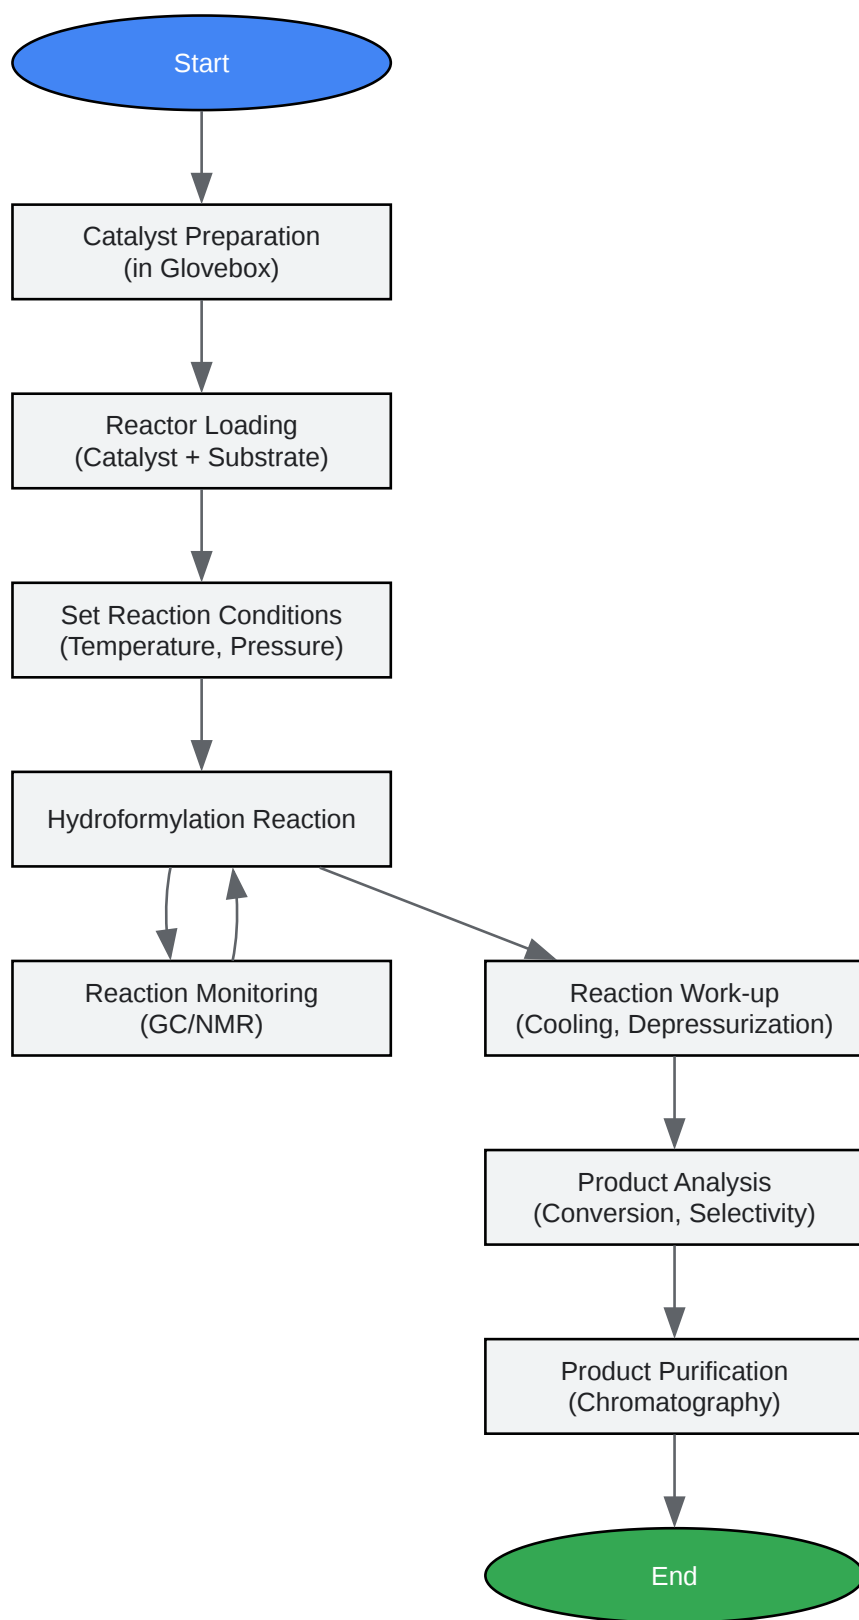 Start
Catalyst Preparation
(in Glovebox)
Reactor Loading
(Catalyst + Substrate)
Set Reaction Conditions
(Temperature, Pressure)
Hydroformylation Reaction
Reaction Monitoring
(GC/NMR)
Reaction Work-up
(Cooling, Depressurization)
Product Analysis
(Conversion, Selectivity)
Product Purification
(Chromatography)
End